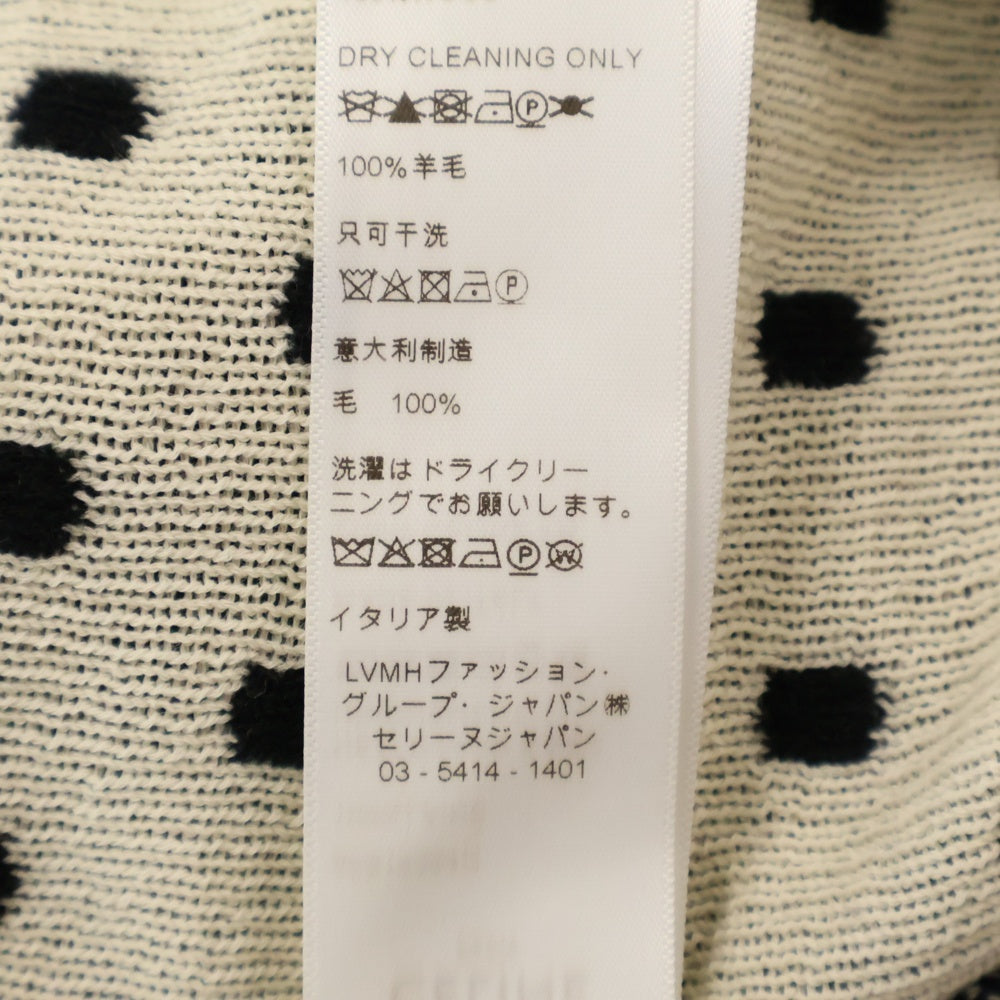 DRY CLEANING ONLY
100%羊毛
只可干洗
意大利制造
毛 100%
洗濯はドライクリー
ニングでお願いします。
イタリア製
LVMHファッション・
グループ・ジャパン㈱
セリーヌジャパン
03 - 5414 - 1401